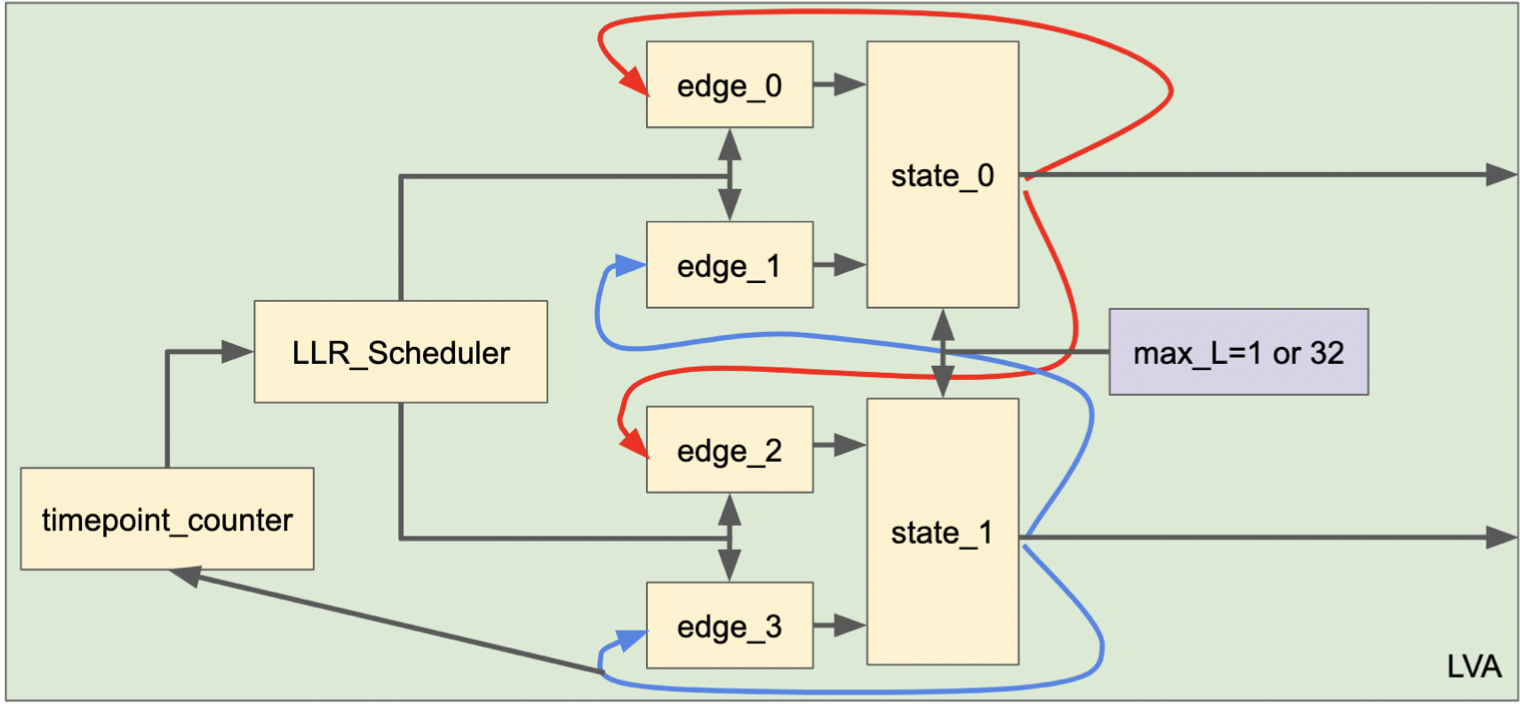 edge_0
state_0
edge_1
LLR_Scheduler
max_L=1 or 32
edge_2
timepoint_counter
state_1
edge_3
LVA